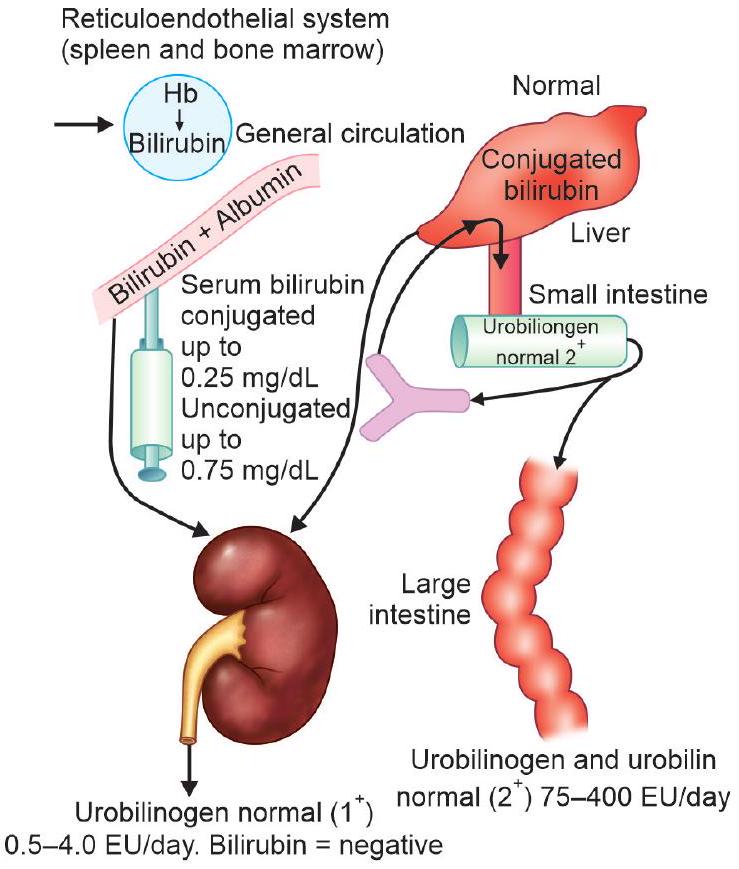 Reticuloendothelial system
(spleen and bone marrow)
Hb
Bilirubin
General circulation
Normal
Conjugated
bilirubin
Liver
Bilirubin + Albumin
Serum bilirubin
conjugated
up to
0.25 mg/dL
Unconjugated
up to
0.75 mg/dL
Small intestine
Urobiliongen
normal 2+
Large
intestine
Urobilinogen and urobilin
normal (2+) 75–400 EU/day
Urobilinogen normal (1+)
0.5–4.0 EU/day. Bilirubin = negative